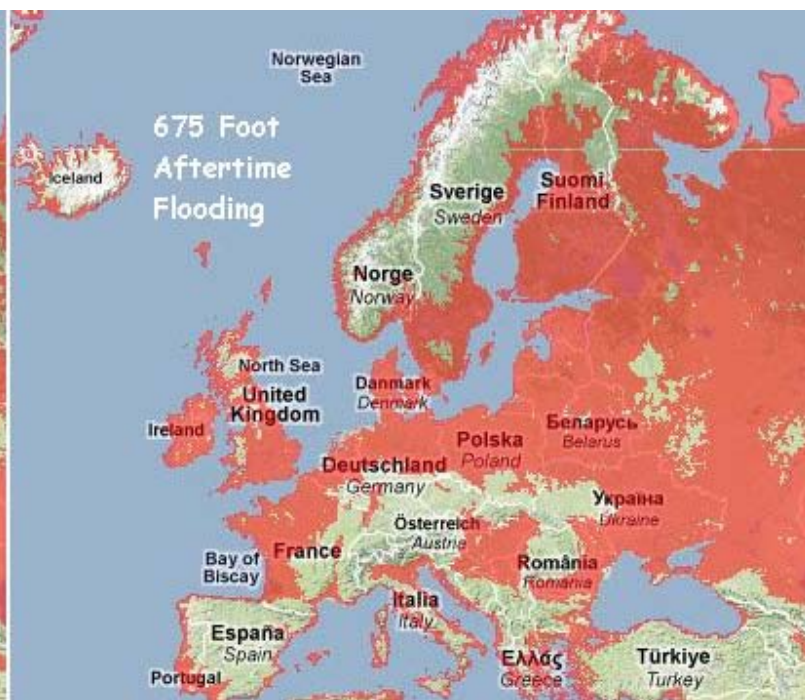 Norwegian
Sea
675 Foot
Aftertime
Flooding
Iceland
Sverige
Sweden
Suomi
Finland
Norge
Norway
North Sea
United
Kingdom
Danmark
Denmark
Ireland
Беларусь
Belarus
Polska
Poland
Deutschland
Germany
Україна
Ukraine
Österreich
Austria
France
Bay of
Biscay
România
Romania
Italia
Italy
España
Spain
Portugal
Ελλάς
Greece
Türkiye
Turkey